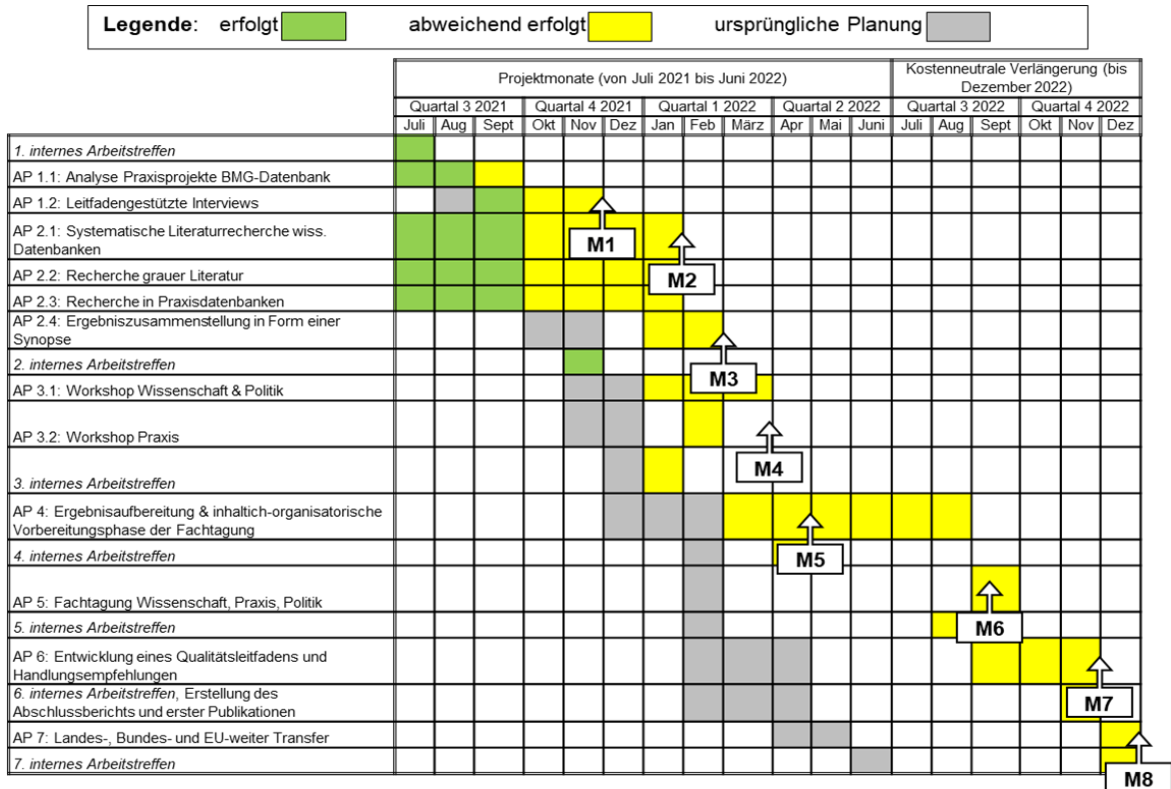 Legende: erfolgt abweichend erfolgt ursprüngliche Planung
Projektmonate (von Juli 2021 bis Juni 2022)
Kostenneutrale Verlängerung (bis
Dezember 2022)
Quartal 3 2021 Quartal 4 2021 Quartal 1 2022 Quartal 2 2022 Quartal 3 2022 Quartal 4 2022
Juli Aug Sept Okt Nov Dez Jan Feb März Apr Mai Juni Juli Aug Sept Okt Nov Dez
1. internes Arbeitstreffen
AP 1.1: Analyse Praxisprojekte BMG-Datenbank
AP 1.2: Leitfadengestützte Interviews
AP 2.1: Systematische Literaturrecherche wiss.
Datenbanken
M1
AP 2.2: Recherche grauer Literatur
M2
AP 2.3: Recherche in Praxisdatenbanken
AP 2.4: Ergebniszusammenstellung in Form einer
Synopse
2. internes Arbeitstreffen
M3
AP 3.1: Workshop Wissenschaft & Politik
AP 3.2: Workshop Praxis
M4
3. internes Arbeitstreffen
AP 4: Ergebnisaufbereitung & inhaltlich-organisatorische
Vorbereitungsphase der Fachtagung
4. internes Arbeitstreffen
M5
AP 5: Fachtagung Wissenschaft, Praxis, Politik
5. internes Arbeitstreffen
M6
AP 6: Entwicklung eines Qualitätsleitfadens und
Handlungsempfehlungen
6. internes Arbeitstreffen, Erstellung des
Abschlussberichts und erster Publikationen
M7
AP 7: Landes-, Bundes- und EU-weiter Transfer
7. internes Arbeitstreffen
M8